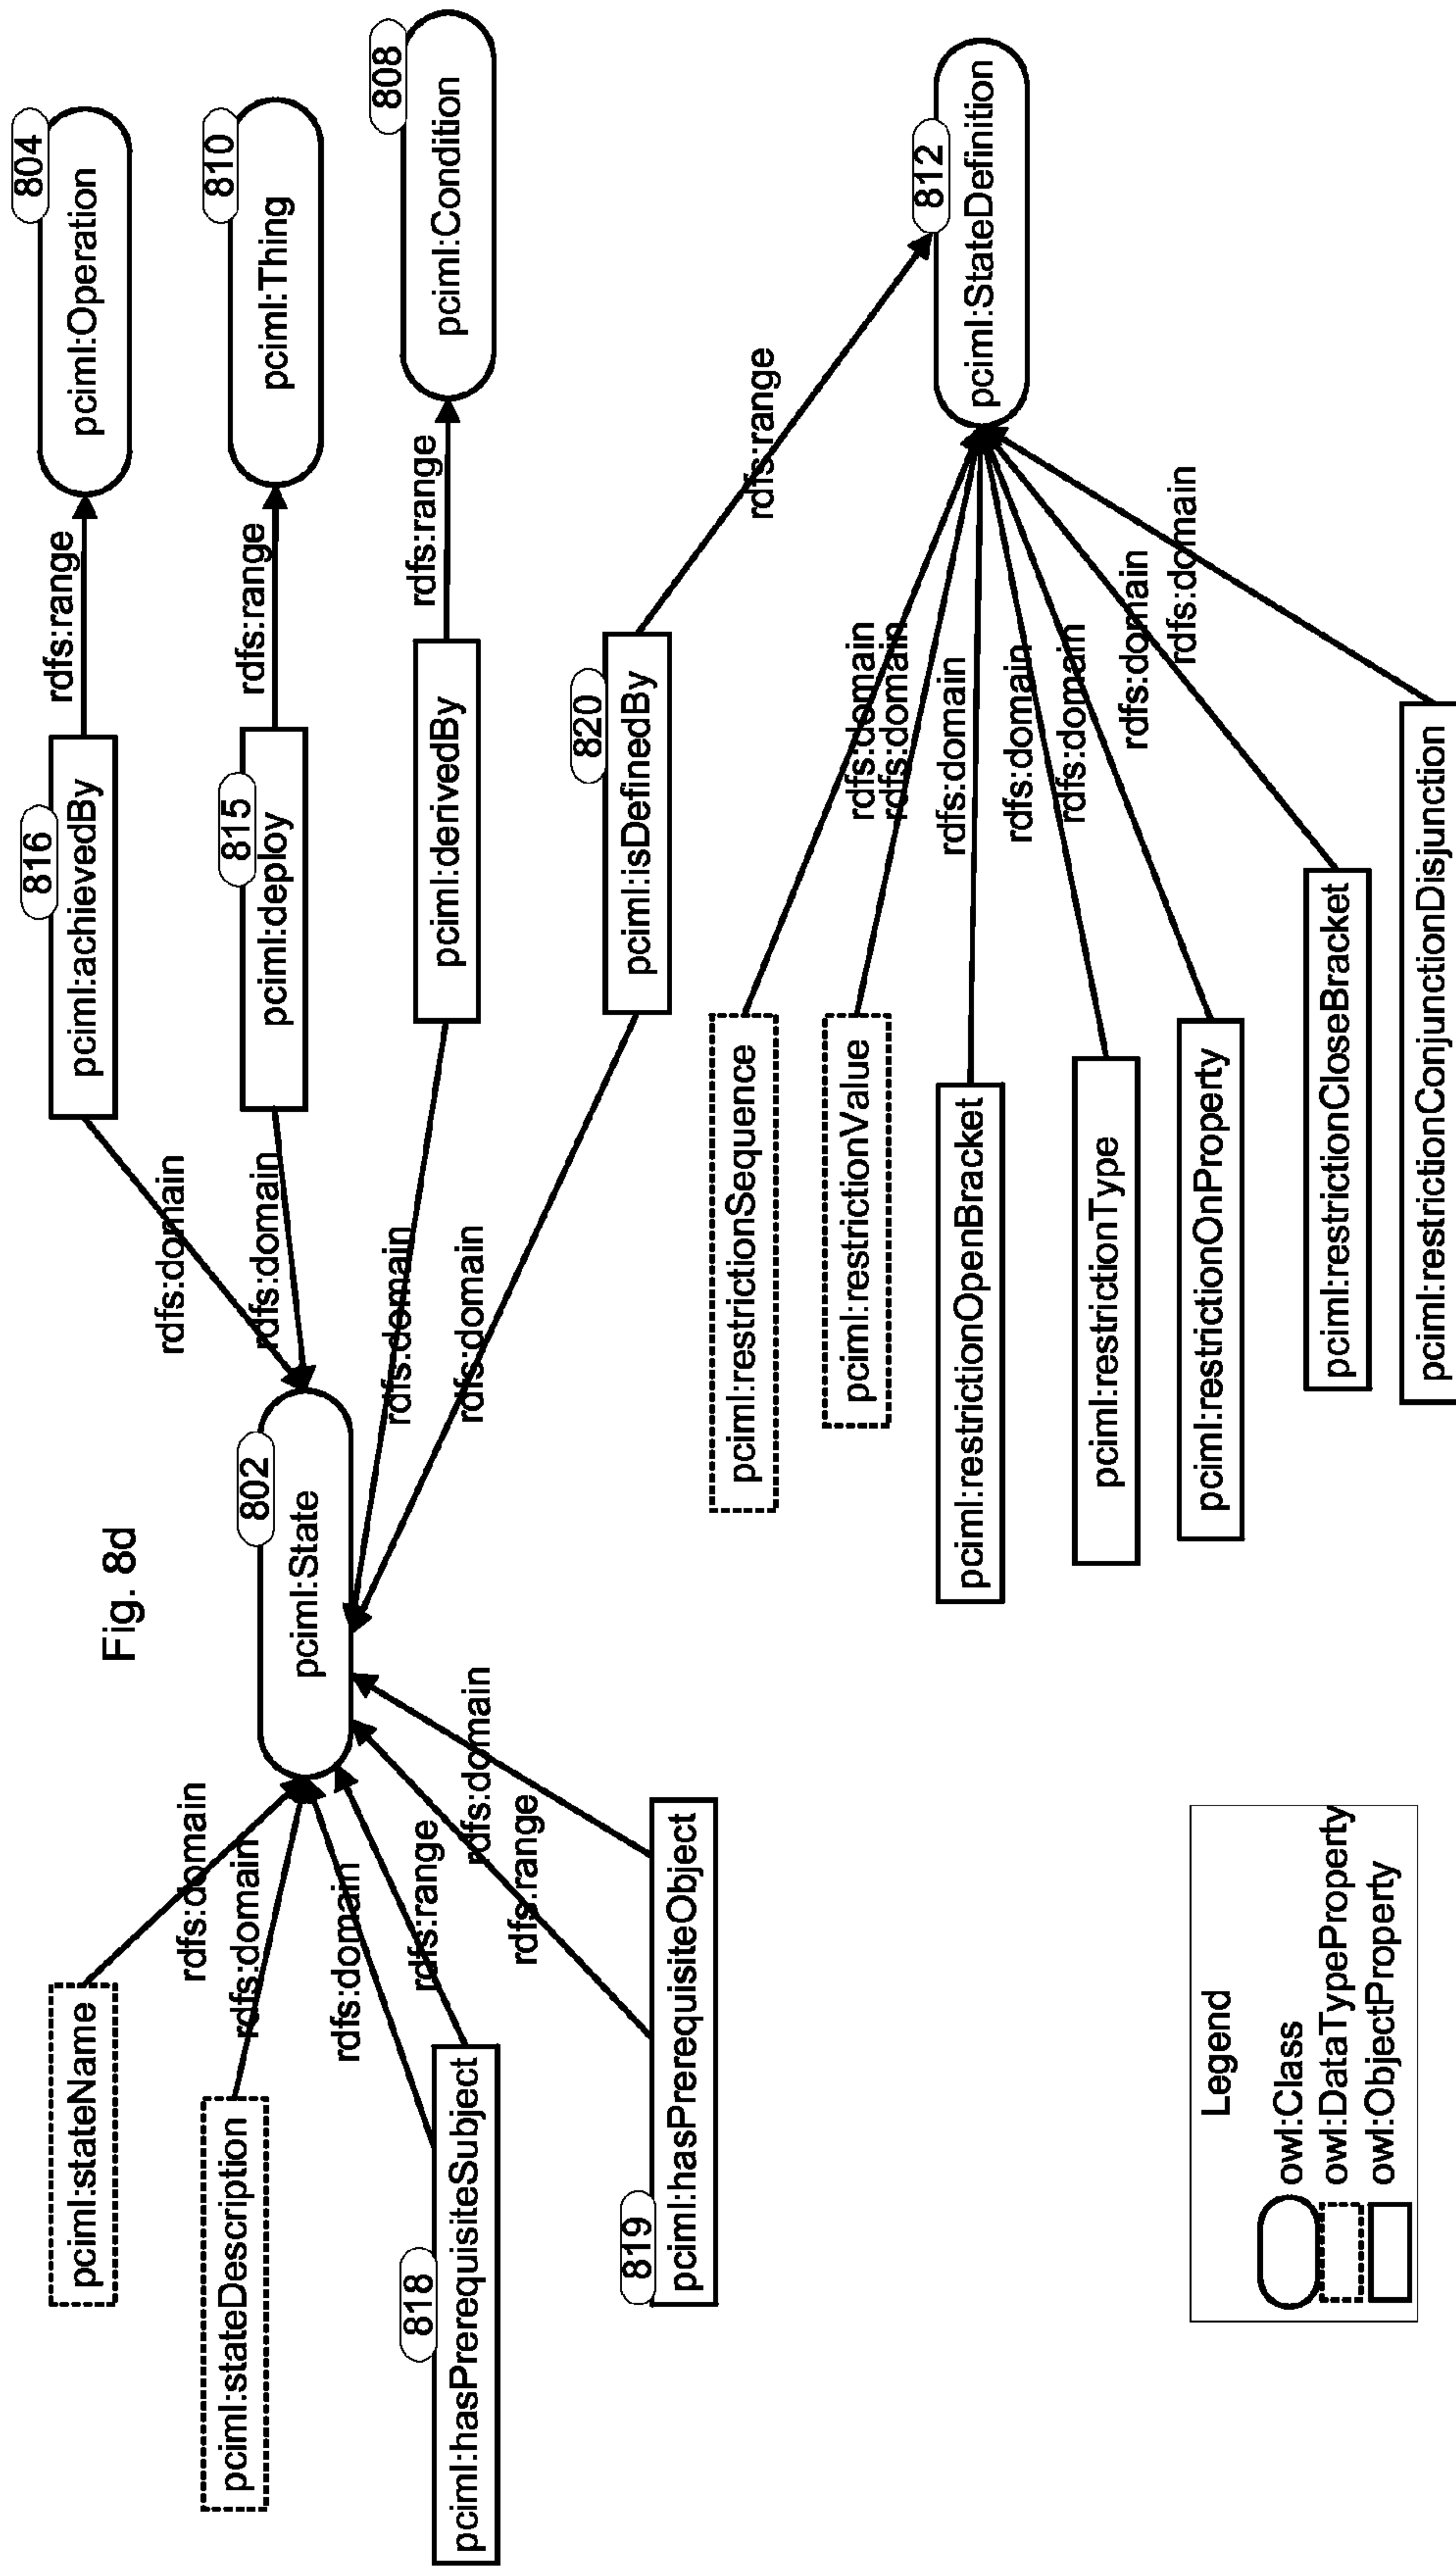 Fig. 8d
pciml:stateName
rdfs:domain
pciml:stateDescription
rdfs:domain
818
pciml:hasPrerequisiteSubject
rdfs:domain
rdfs:range
819
pciml:hasPrerequisiteObject
rdfs:range
rdfs:domain
802
pciml:State
rdfs:domain
816
pciml:achievedBy
rdfs:range
804
pciml:Operation
rdfs:domain
815
pciml:deploy
rdfs:range
810
pciml:Thing
rdfs:domain
pciml:derivedBy
rdfs:range
808
pciml:Condition
rdfs:domain
820
pciml:isDefinedBy
rdfs:range
812
pciml:StateDefinition
pciml:restrictionSequence
rdfs:domain
pciml:restrictionValue
rdfs:domain
pciml:restrictionOpenBracket
rdfs:domain
pciml:restrictionType
rdfs:domain
pciml:restrictionOnProperty
rdfs:domain
pciml:restrictionCloseBracket
rdfs:domain
pciml:restrictionConjunctionDisjunction
rdfs:domain
Legend
owl:Class
owl:DataTypeProperty
owl:ObjectProperty